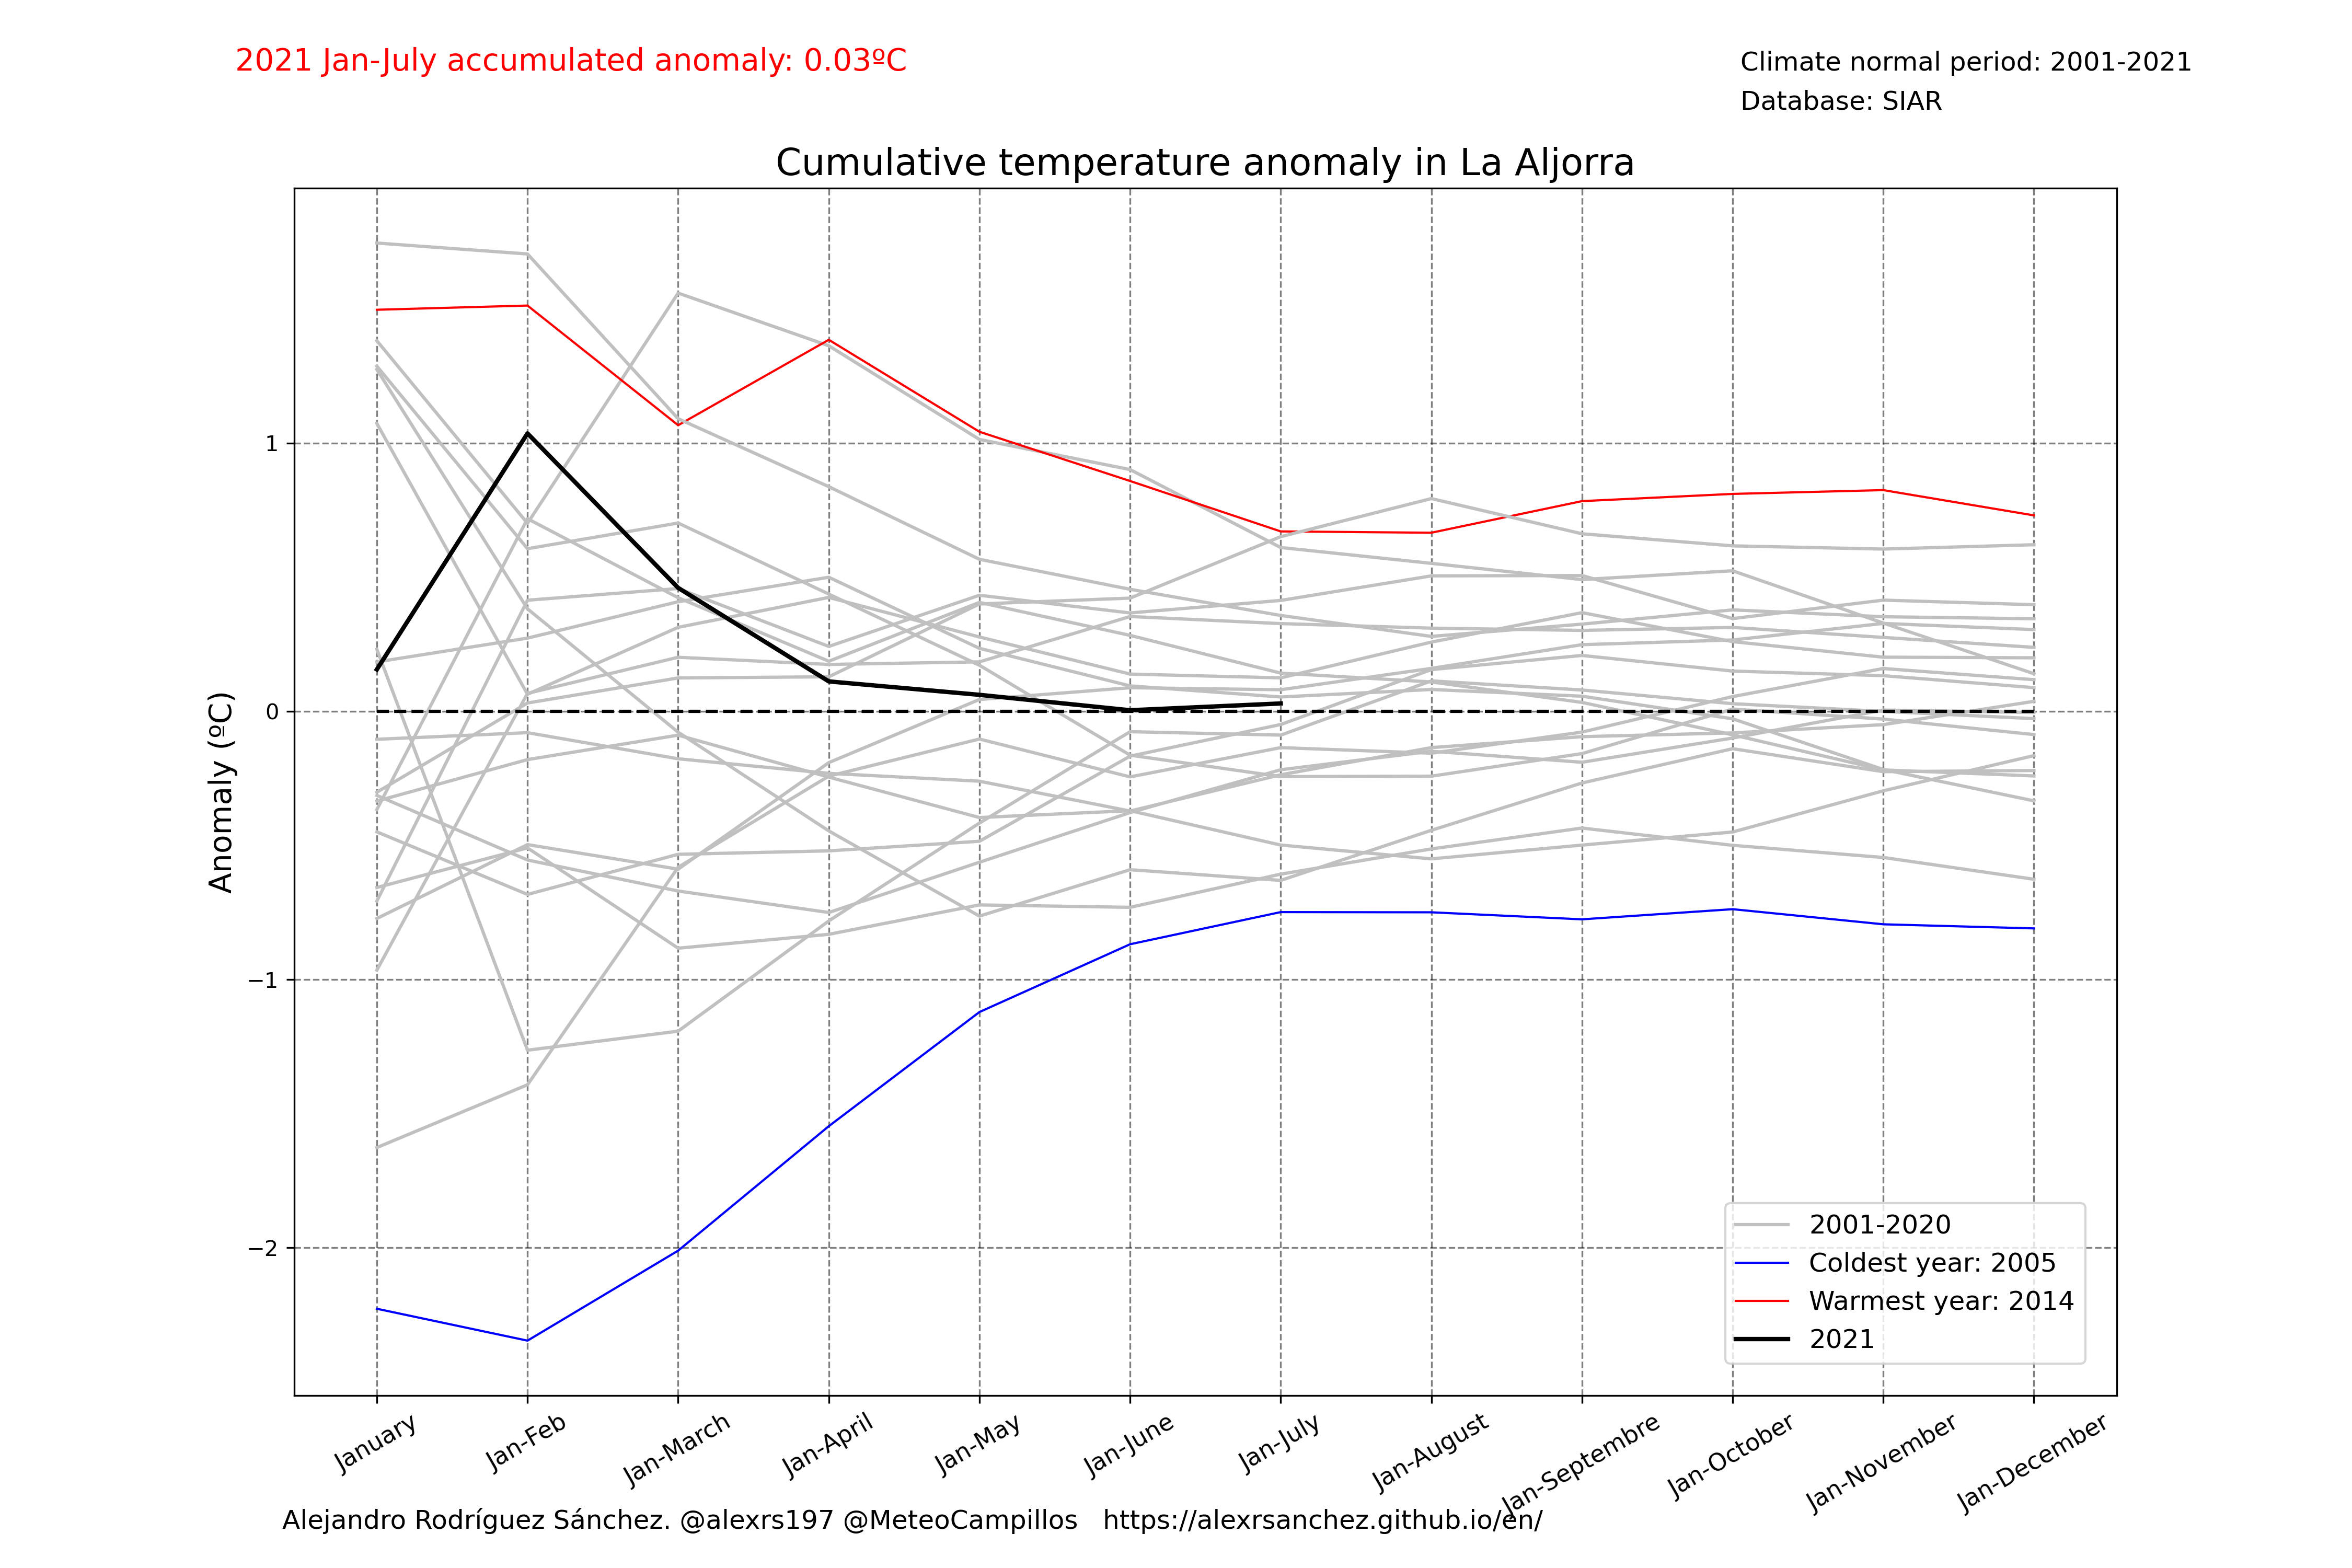 2021 Jan-July accumulated anomaly: 0.03ºC
Climate normal period: 2001-2021
Database: SIAR
Cumulative temperature anomaly in La Aljorra
Anomaly (ºC)
1
0
−1
−2
2001-2020
Coldest year: 2005
Warmest year: 2014
2021
January
Jan-Feb
Jan-March
Jan-April
Jan-May
Jan-June
Jan-July
Jan-August
Jan-Septembre
Jan-October
Jan-November
Jan-December
Alejandro Rodríguez Sánchez. @alexrs197 @MeteoCampillos   https://alexrsanchez.github.io/en/